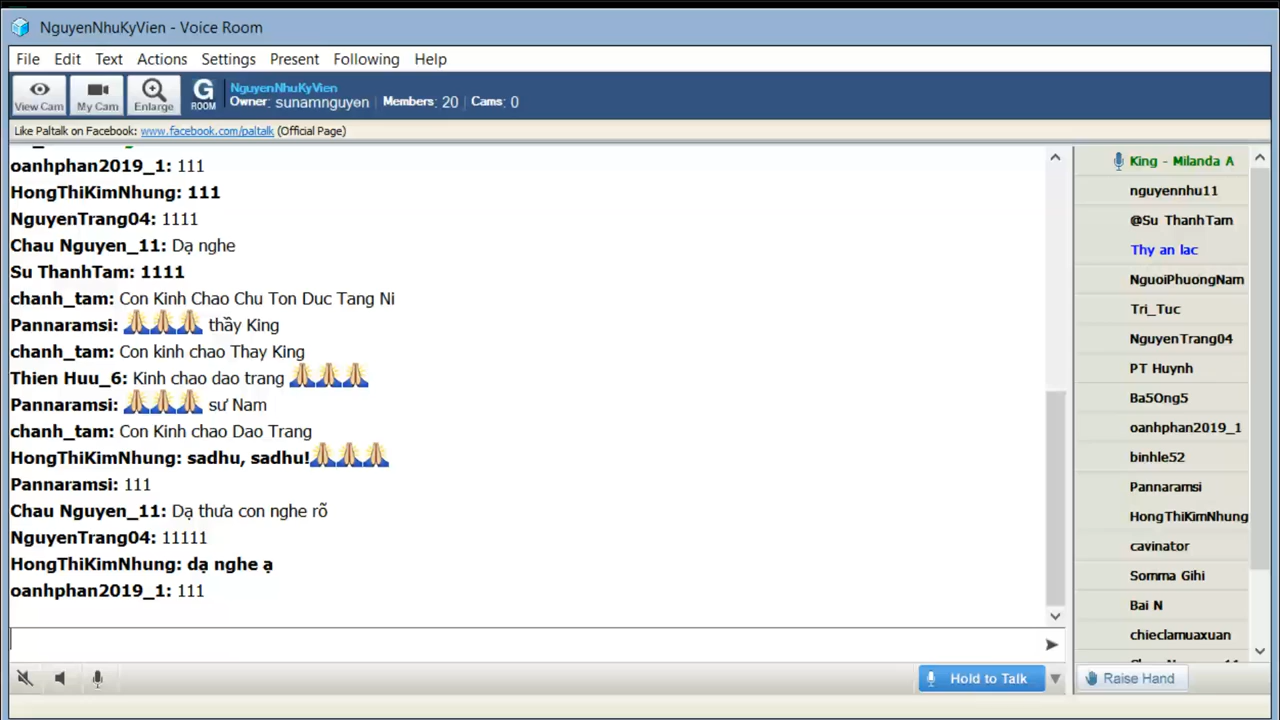 NguyenNhuKyVien - Voice Room
File Edit Text Actions Settings Present Following Help
View Cam My Cam Enlarge G ROOM
NguyenNhuKyVien
Owner: sunamnguyen Members: 20 Cams: 0
Like Paltalk on Facebook: www.facebook.com/paltalk (Official Page)
oanhphan2019_1: 111
HongThiKimNhung: 111
NguyenTrang04: 1111
Chau Nguyen_11: Dạ nghe
Su ThanhTam: 1111
chanh_tam: Con Kinh Chao Chu Ton Duc Tang Ni
Pannaramsi: 🙏🙏🙏 thầy King
chanh_tam: Con kinh chao Thay King
Thien Huu_6: Kinh chao dao trang 🙏🙏🙏
Pannaramsi: 🙏🙏🙏 sư Nam
chanh_tam: Con Kinh chao Dao Trang
HongThiKimNhung: sadhu, sadhu!🙏🙏🙏
Pannaramsi: 111
Chau Nguyen_11: Dạ thưa con nghe rõ
NguyenTrang04: 11111
HongThiKimNhung: dạ nghe ạ
oanhphan2019_1: 111
King - Milanda A
nguyennhu11
@Su ThanhTam
Thy an lac
NguoiPhuongNam
Tri_Tuc
NguyenTrang04
PT Huynh
Ba5Ong5
oanhphan2019_1
binhle52
Pannaramsi
HongThiKimNhung
cavinator
Somma Gihi
Bai N
chieclamuaxuan
Hold to Talk
Raise Hand